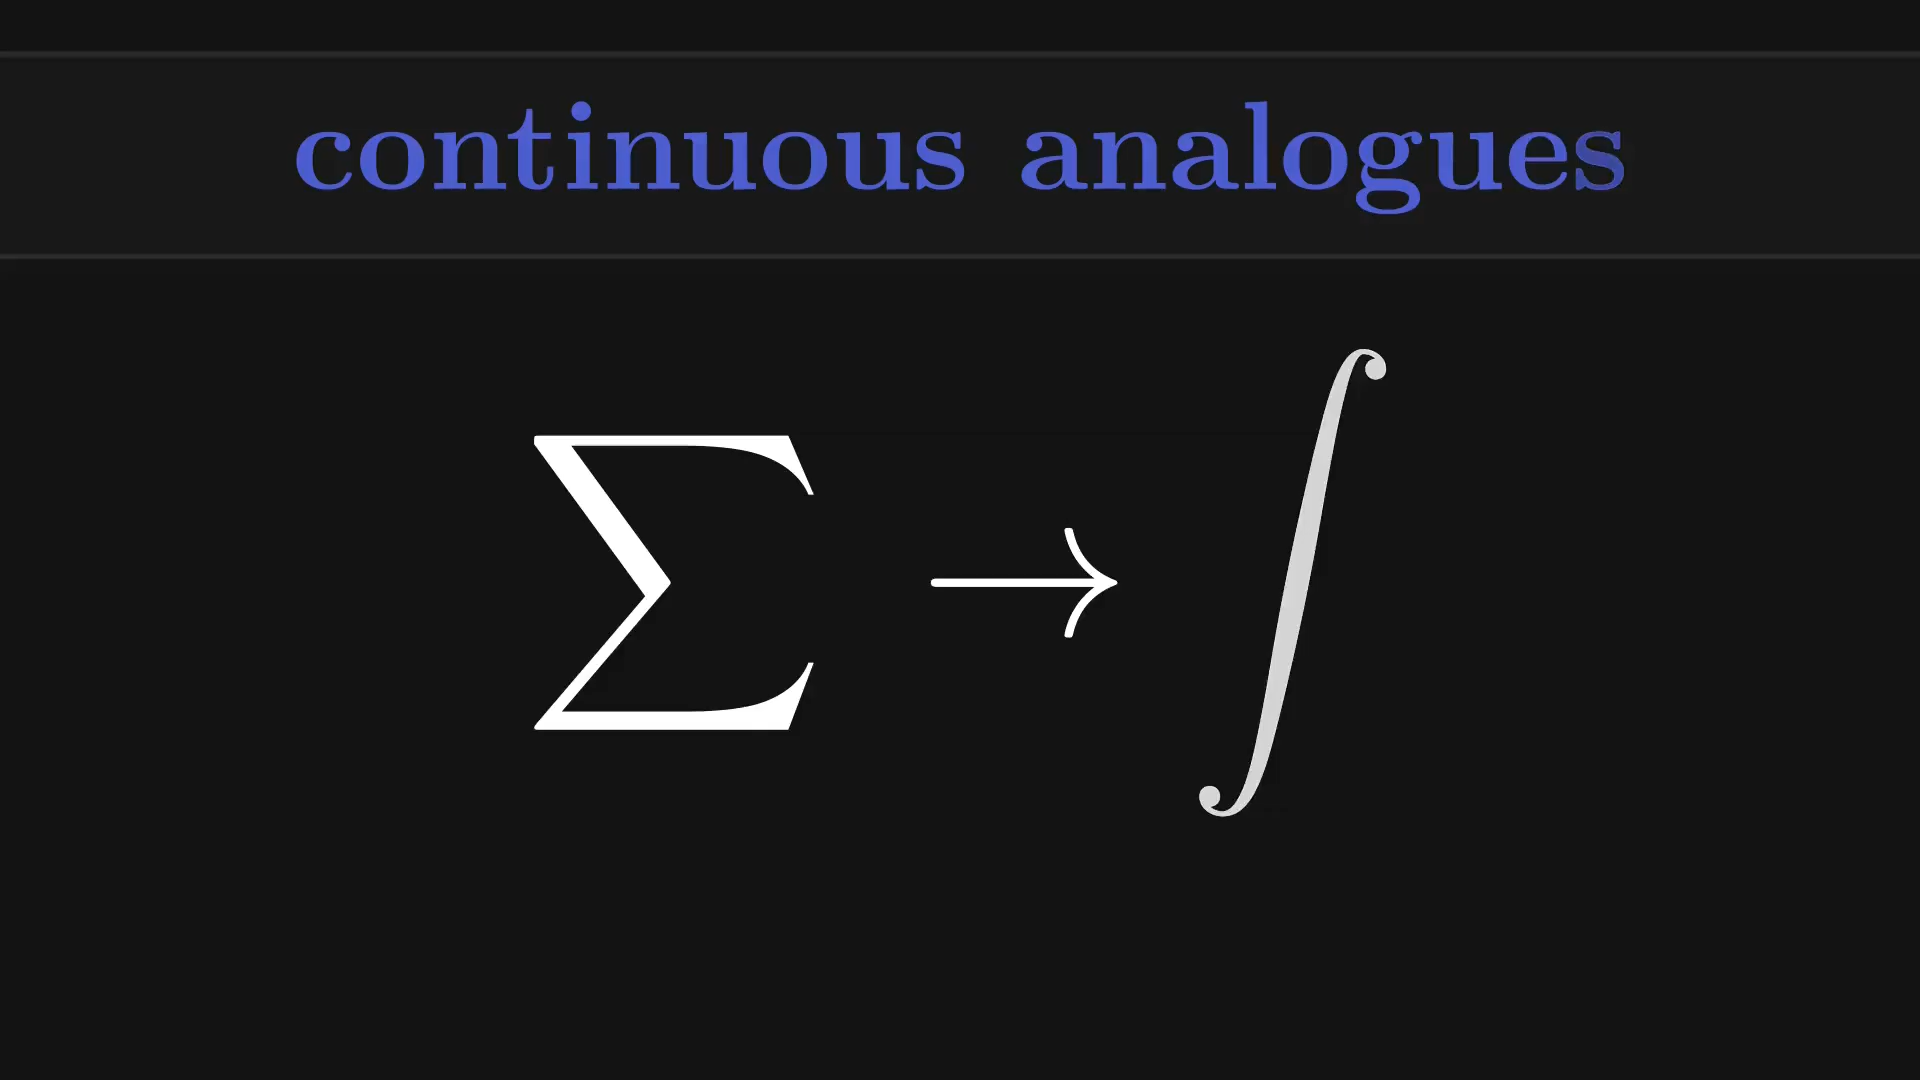 continuous analogues
∑ → ∫